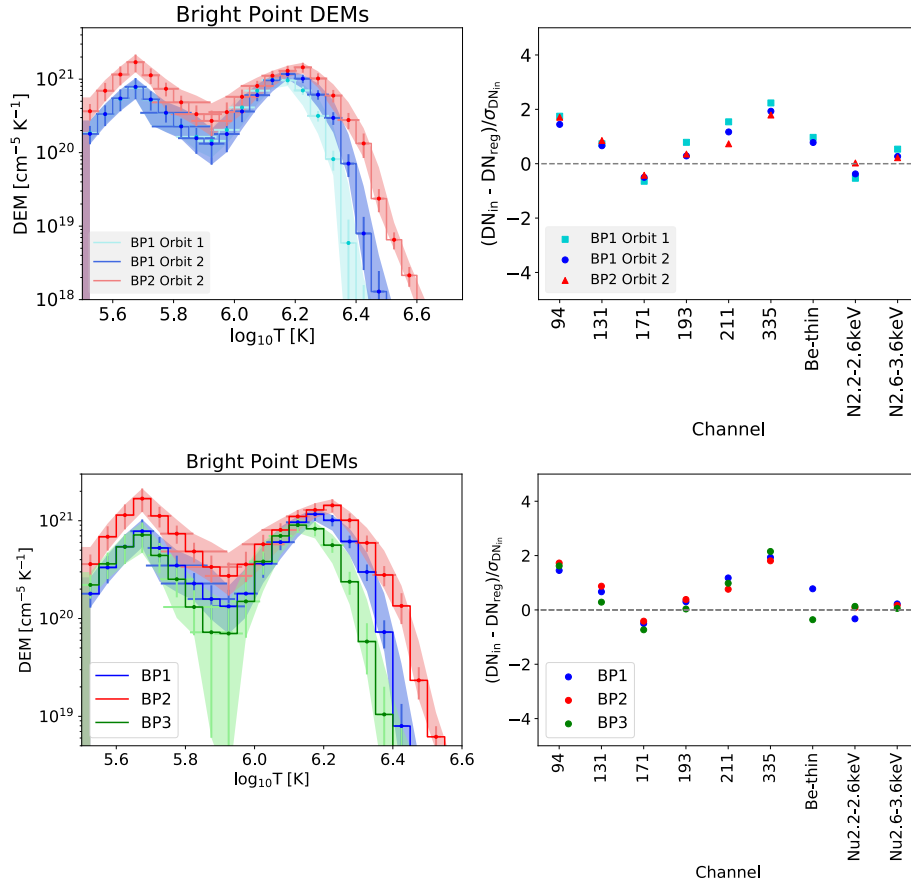 Bright Point DEMs
DEM [cm⁻⁵ K⁻¹]
10²¹
10²⁰
10¹⁹
10¹⁸
BP1 Orbit 1
BP1 Orbit 2
BP2 Orbit 2
5.6 5.8 6.0 6.2 6.4 6.6
log₁₀T [K]
(DN_in - DN_reg)/σ_DN_in
4
2
0
−2
−4
BP1 Orbit 1
BP1 Orbit 2
BP2 Orbit 2
94 131 171 193 211 335 Be-thin N2.2-2.6keV N2.6-3.6keV
Channel
Bright Point DEMs
DEM [cm⁻⁵ K⁻¹]
10²¹
10²⁰
10¹⁹
BP1
BP2
BP3
5.6 5.8 6.0 6.2 6.4 6.6
log₁₀T [K]
(DN_in - DN_reg)/σ_DN_in
4
2
0
−2
−4
BP1
BP2
BP3
94 131 171 193 211 335 Be-thin Nu2.2-2.6keV Nu2.6-3.6keV
Channel